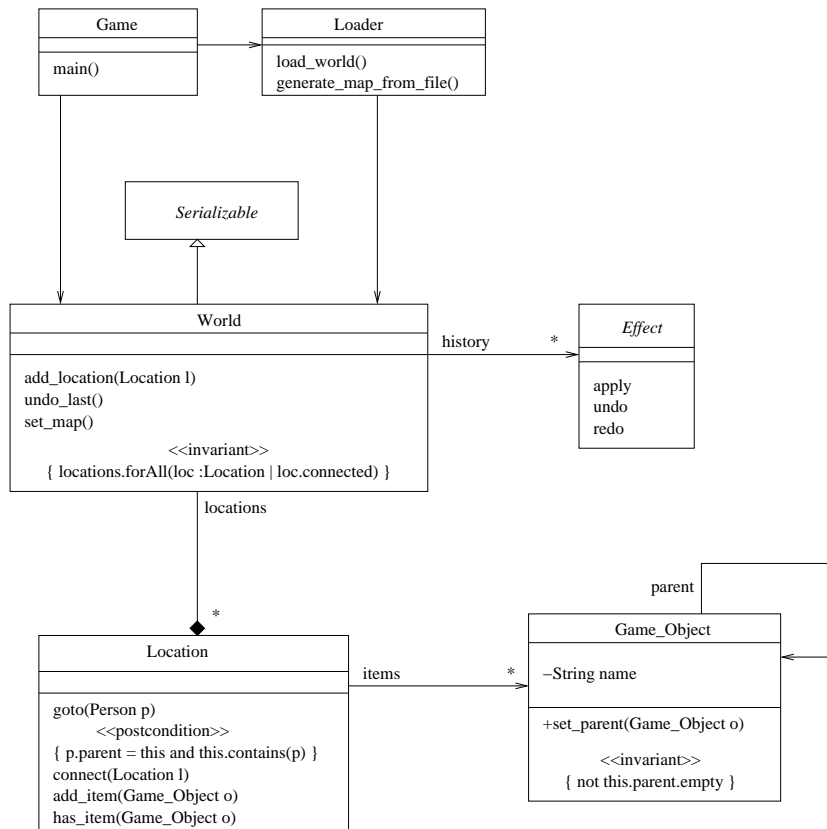 Game
main()
Loader
load_world()
generate_map_from_file()
Serializable
World
add_location(Location l)
undo_last()
set_map()
<<invariant>>
{ locations.forAll(loc :Location | loc.connected) }
history
*
Effect
apply
undo
redo
locations
*
Location
goto(Person p)
<<postcondition>>
{ p.parent = this and this.contains(p) }
connect(Location l)
add_item(Game_Object o)
has_item(Game_Object o)
items
*
parent
Game_Object
−String name
+set_parent(Game_Object o)
<<invariant>>
{ not this.parent.empty }